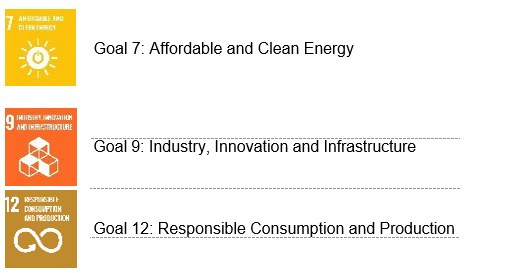 7 AFFORDABLE AND
CLEAN ENERGY
Goal 7: Affordable and Clean Energy
9 INDUSTRY, INNOVATION
AND INFRASTRUCTURE
Goal 9: Industry, Innovation and Infrastructure
12 RESPONSIBLE
CONSUMPTION
AND PRODUCTION
Goal 12: Responsible Consumption and Production